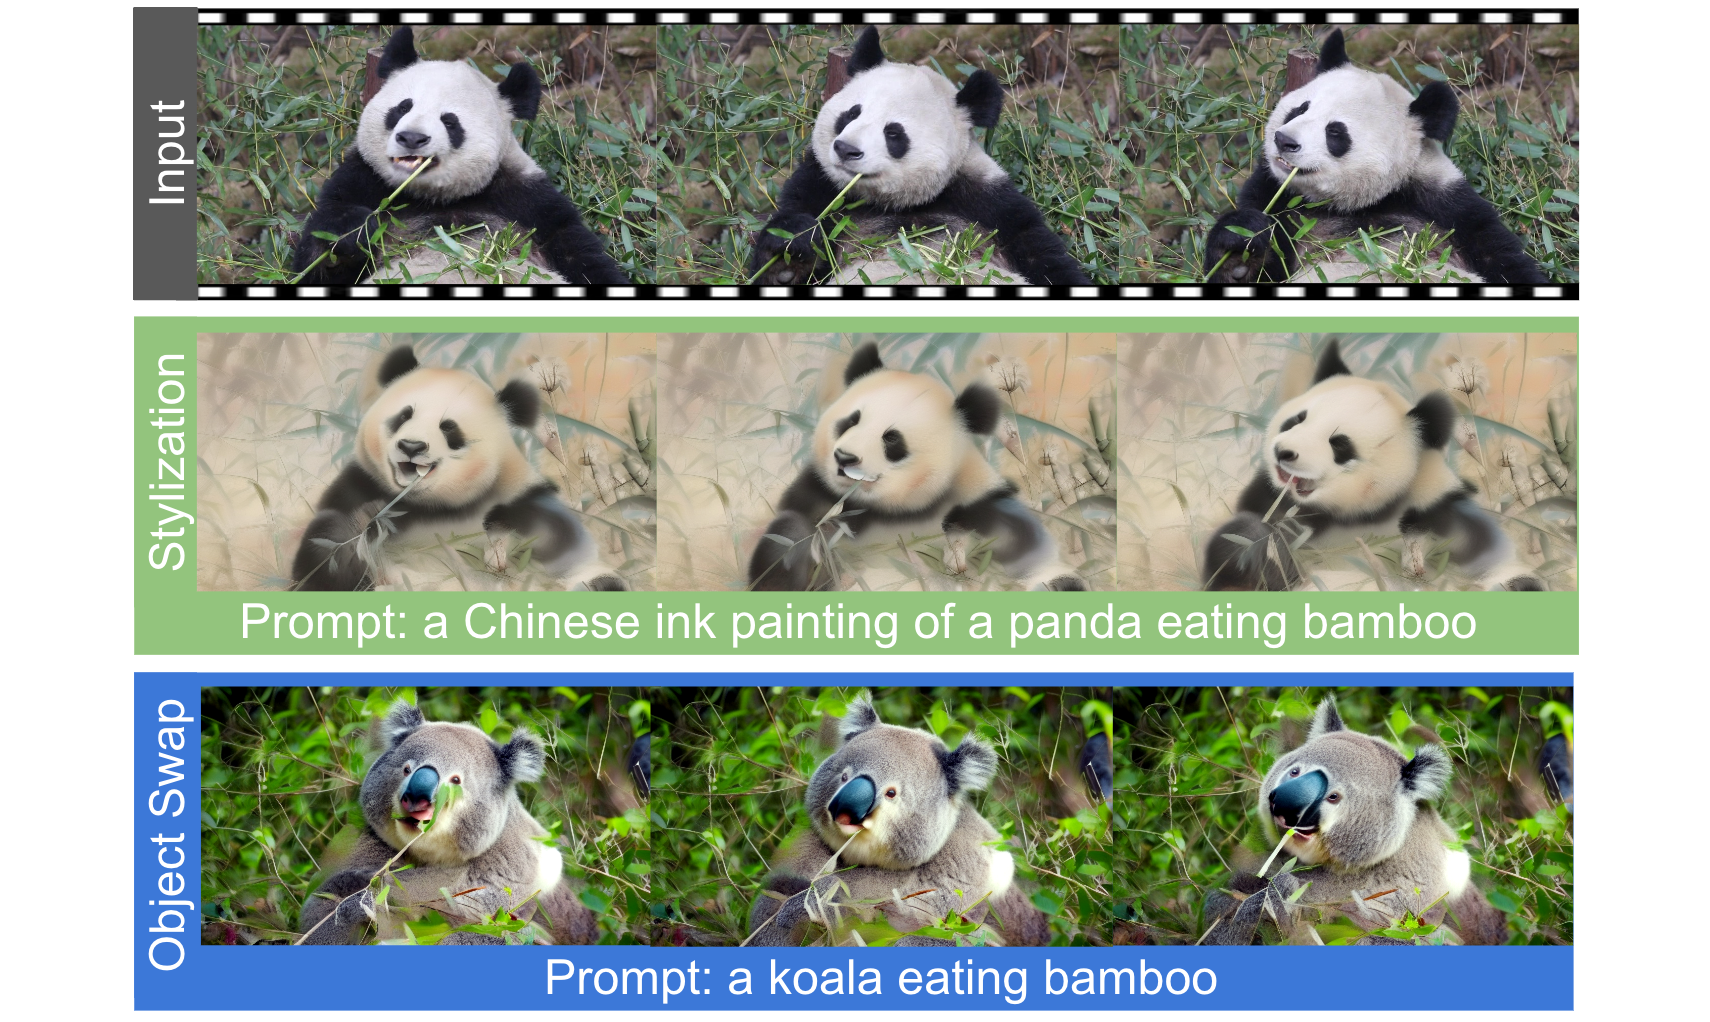 Input
Stylization
Prompt: a Chinese ink painting of a panda eating bamboo
Object Swap
Prompt: a koala eating bamboo